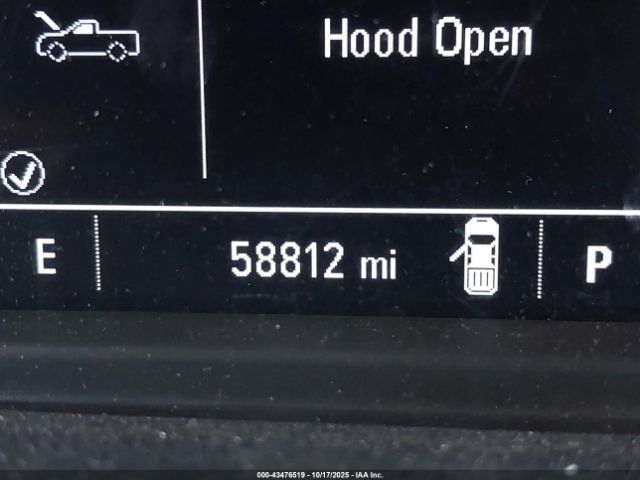 Hood Open
E 58812 mi P
000-43476519 - 10/17/2025 - IAA Inc.